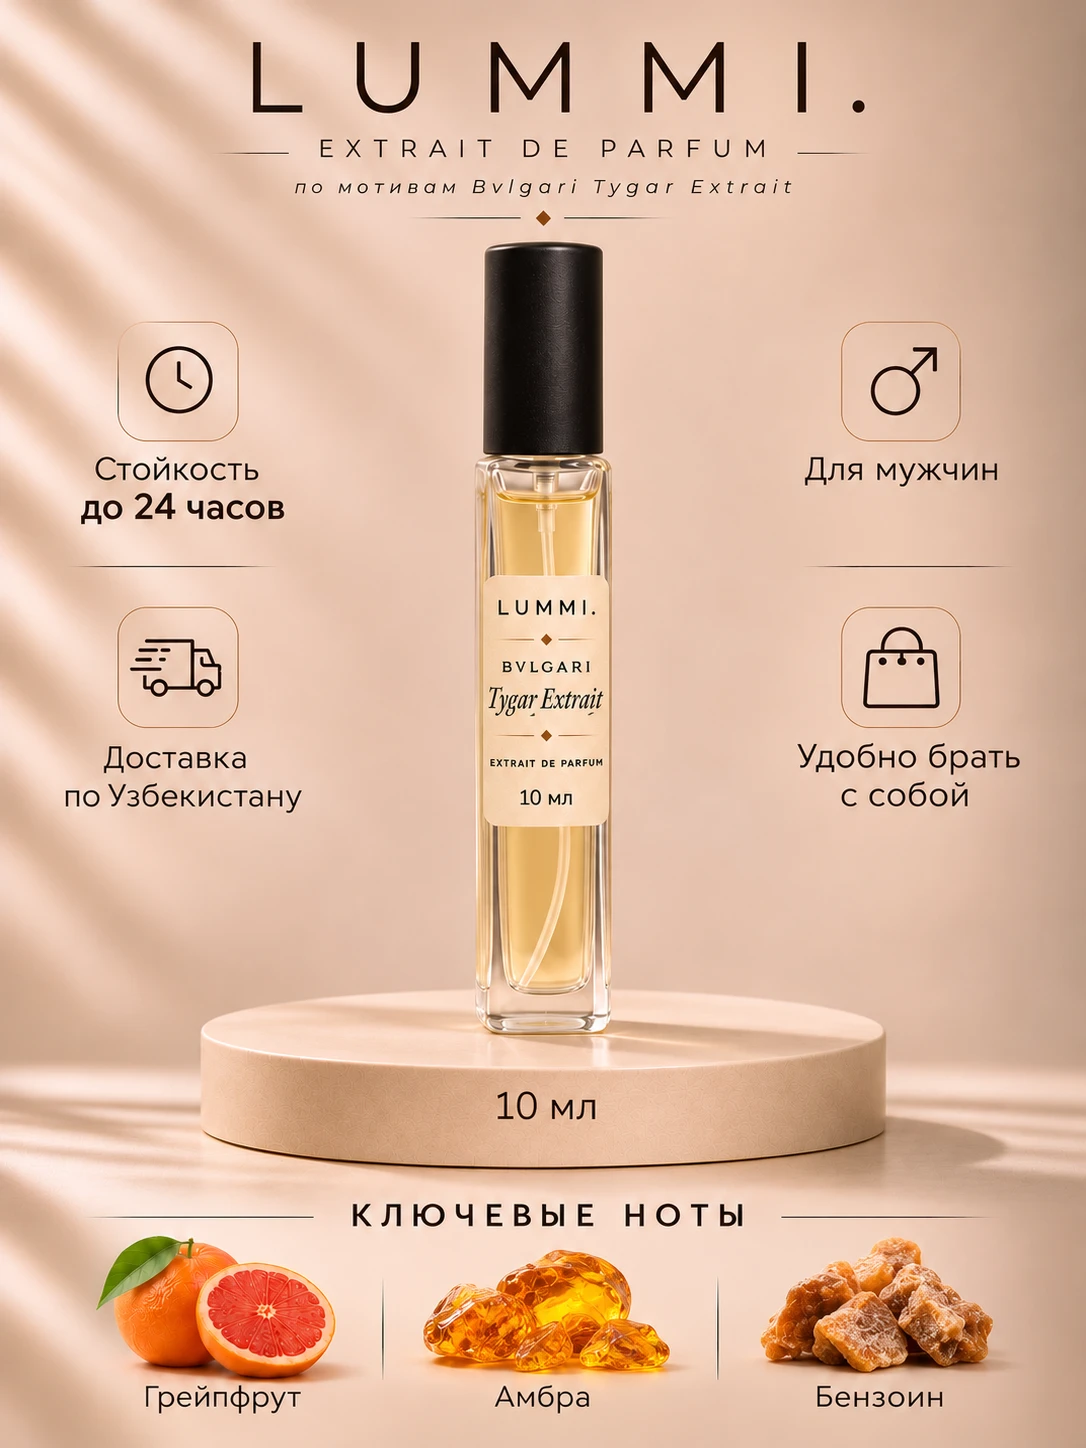 LUMMI.
EXTRAIT DE PARFUM
по мотивам Bvlgari Tygar Extrait
Стойкость
до 24 часов
Для мужчин
LUMMI.
BVLGARI
Tygar Extrait
EXTRAIT DE PARFUM
10 мл
Доставка
по Узбекистану
Удобно брать
с собой
10 мл
КЛЮЧЕВЫЕ НОТЫ
Грейпфрут
Амбра
Бензоин